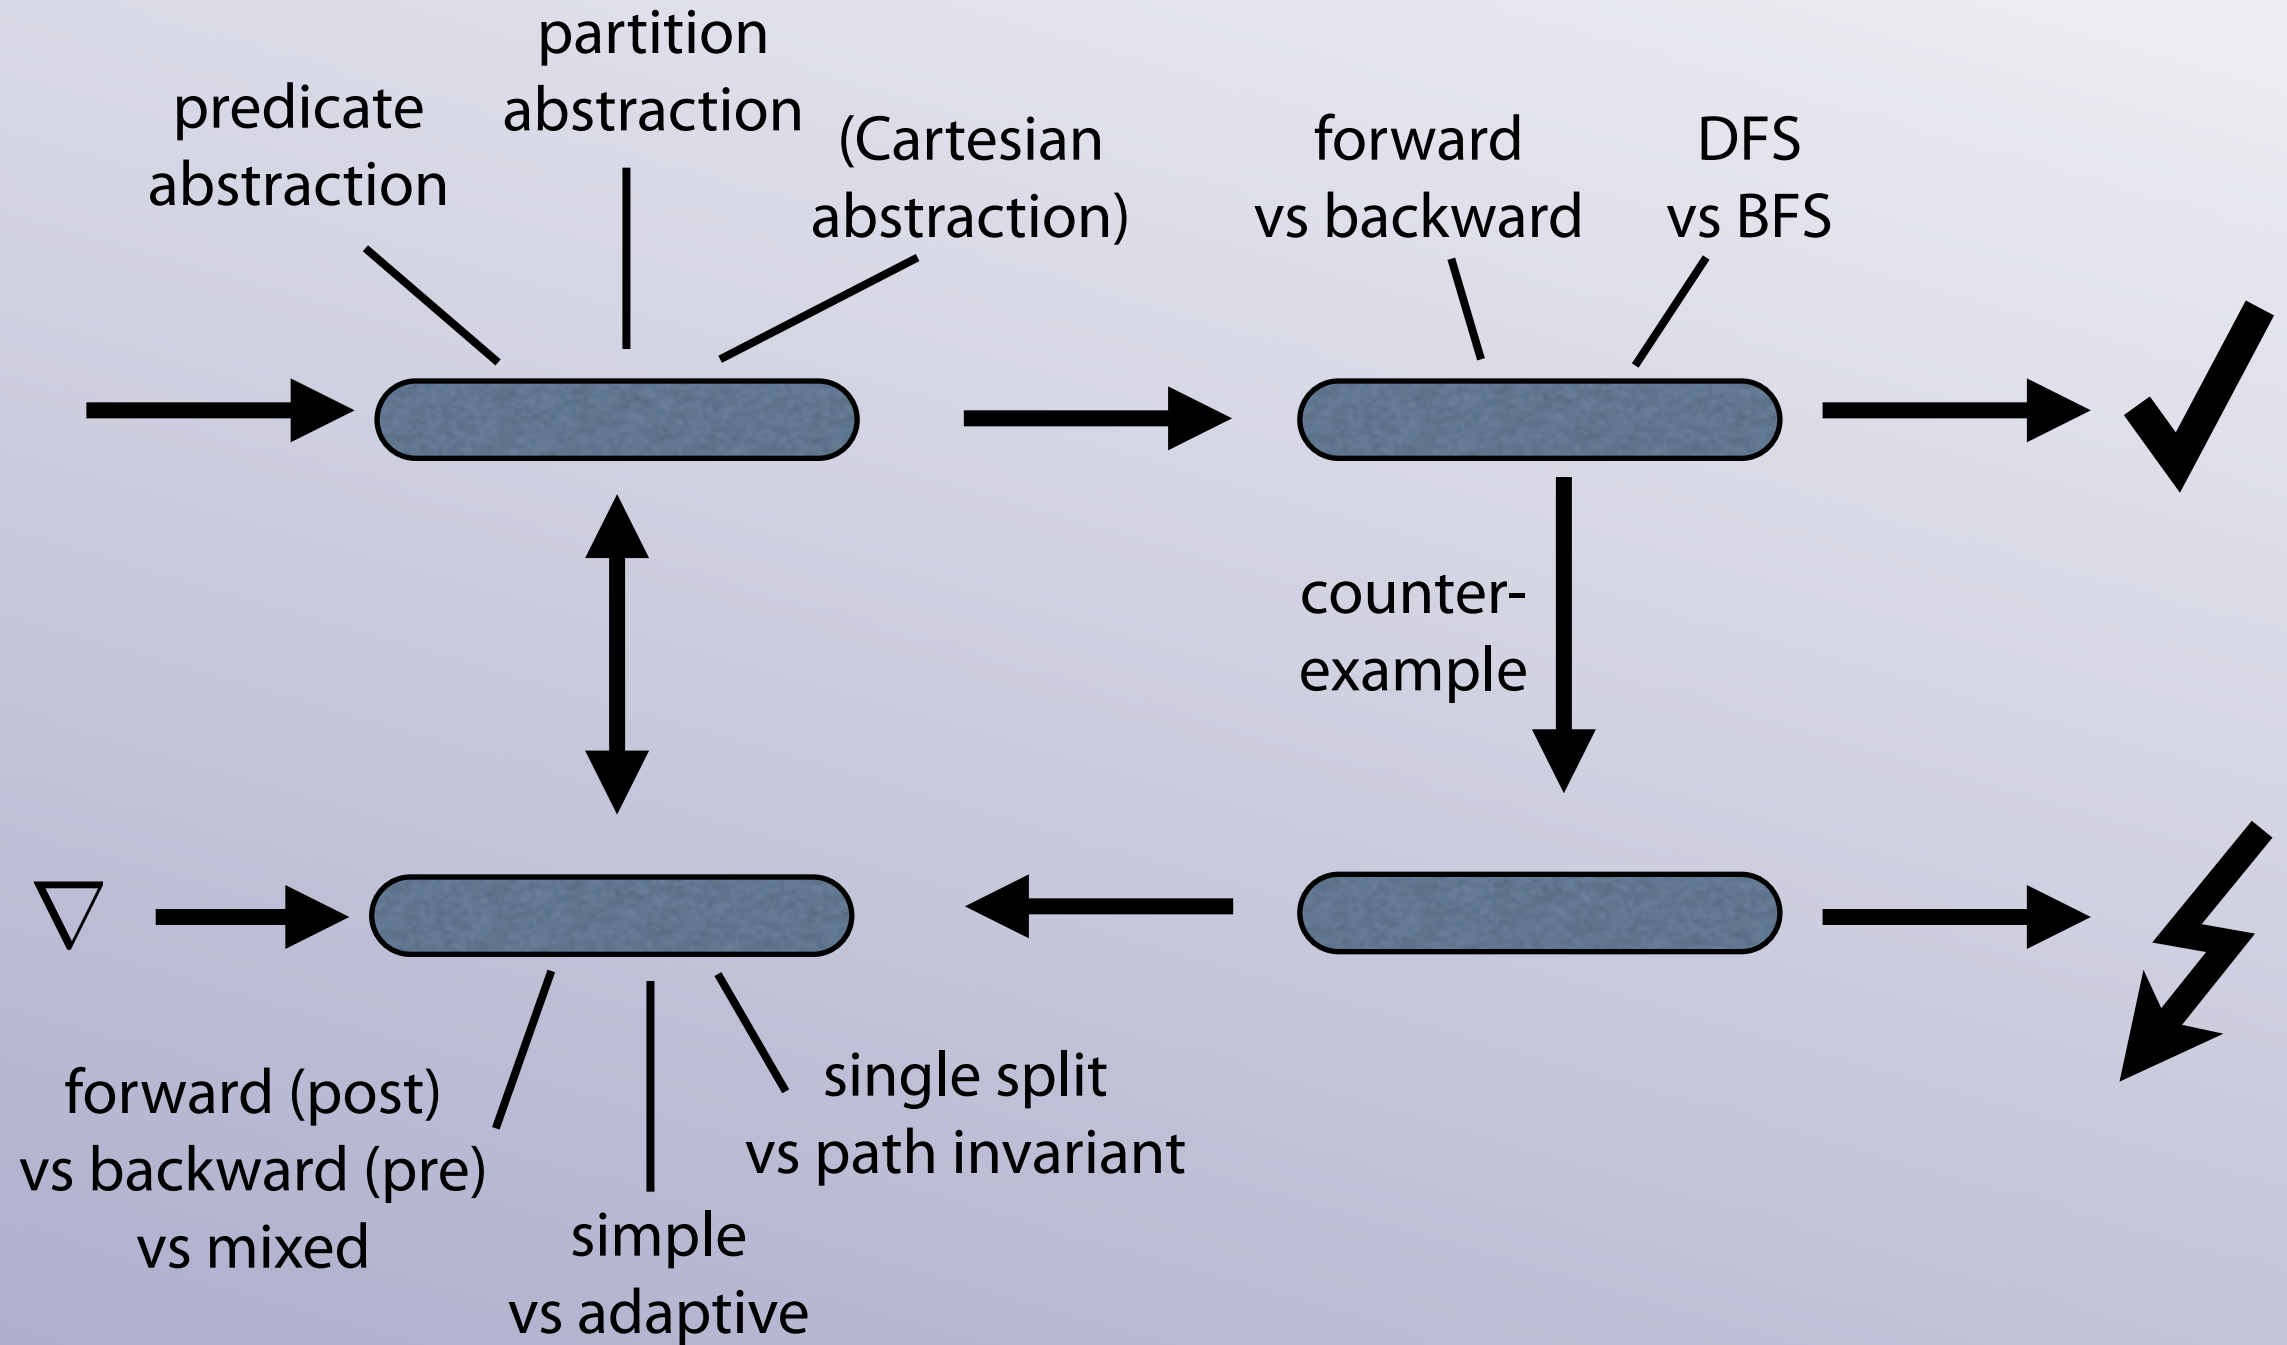 partition
abstraction
predicate
abstraction
(Cartesian
abstraction)
forward
vs backward
DFS
vs BFS
counter-
example
▽
forward (post)
vs backward (pre)
vs mixed
simple
vs adaptive
single split
vs path invariant